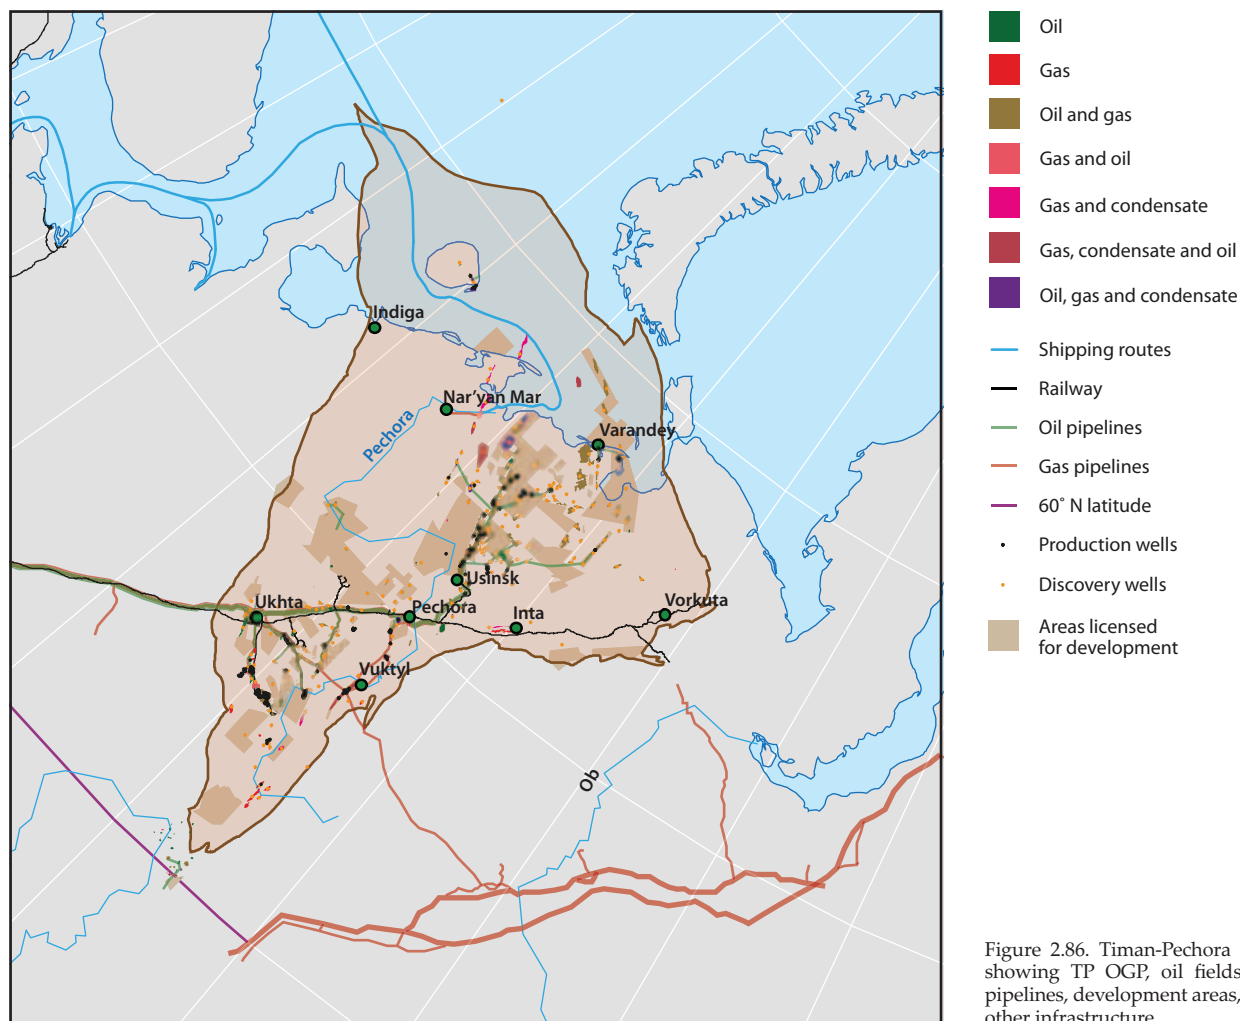 Indiga
Nar'yan Mar
Pechora
Varandey
Usinsk
Ukhta
Pechora
Inta
Vorkuta
Vuktyl
Ob
Oil
Gas
Oil and gas
Gas and oil
Gas and condensate
Gas, condensate and oil
Oil, gas and condensate
Shipping routes
Railway
Oil pipelines
Gas pipelines
60° N latitude
Production wells
Discovery wells
Areas licensed
for development
Figure 2.86. Timan-Pechora
showing TP OGP, oil fields
pipelines, development areas,
other infrastructure